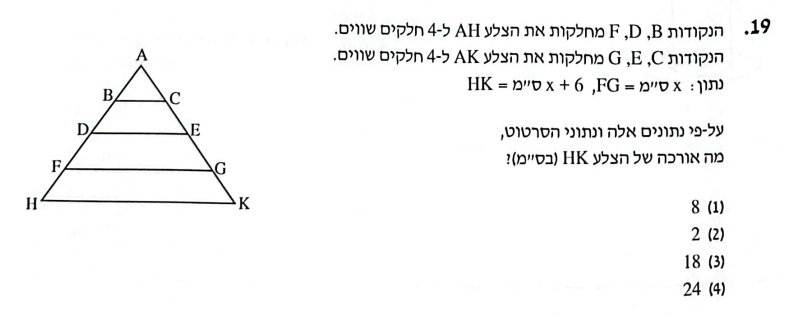 19. הנקודות F ,D ,B מחלקות את הצלע AH ל-4 חלקים שווים.
הנקודות G ,E ,C מחלקות את הצלע AK ל-4 חלקים שווים.
נתון: x ס״מ = FG, 6 + x ס״מ = HK
על-פי נתונים אלה ונתוני הסרטוט,
מה אורכה של הצלע HK (בס״מ)?
(1) 8
(2) 2
(3) 18
(4) 24
A
B C
D E
F G
H K